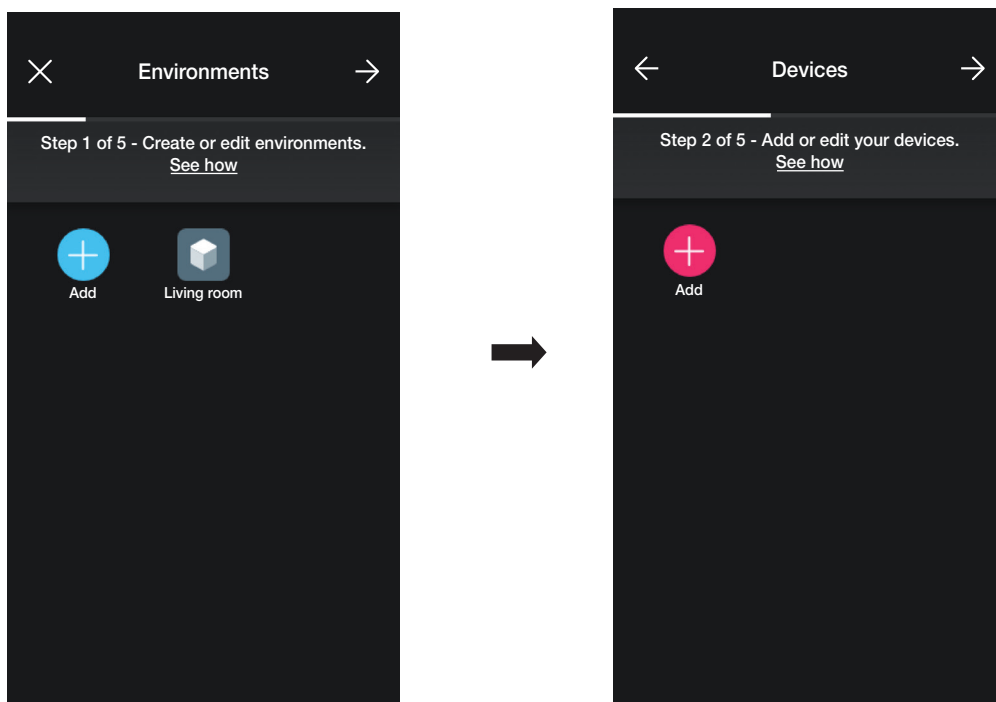 Environments
Step 1 of 5 - Create or edit environments.
See how
Add
Living room
Devices
Step 2 of 5 - Add or edit your devices.
See how
Add